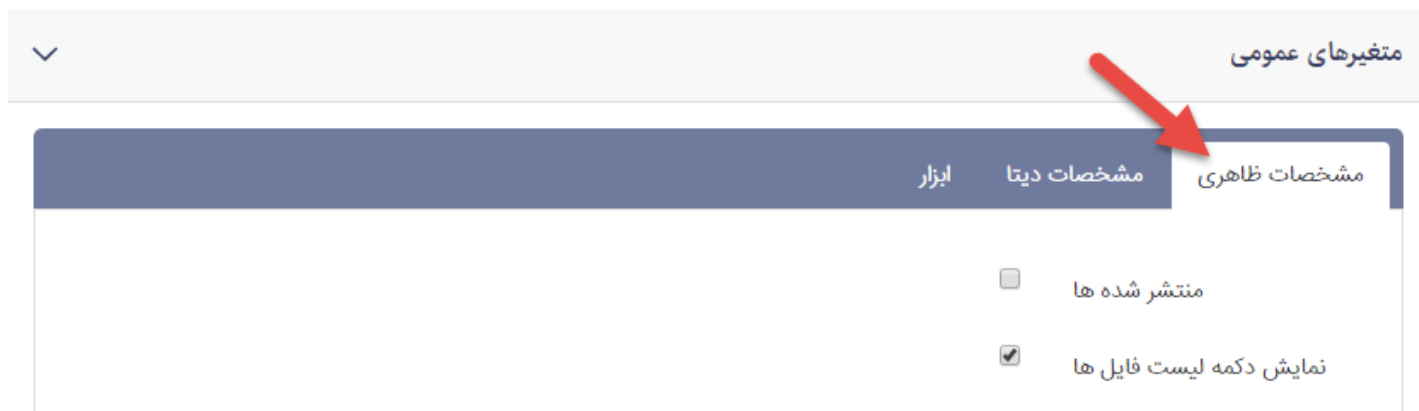 متغیرهای عمومی
مشخصات ظاهری مشخصات دیتا ابزار
منتشر شده ها
نمایش دکمه لیست فایل ها